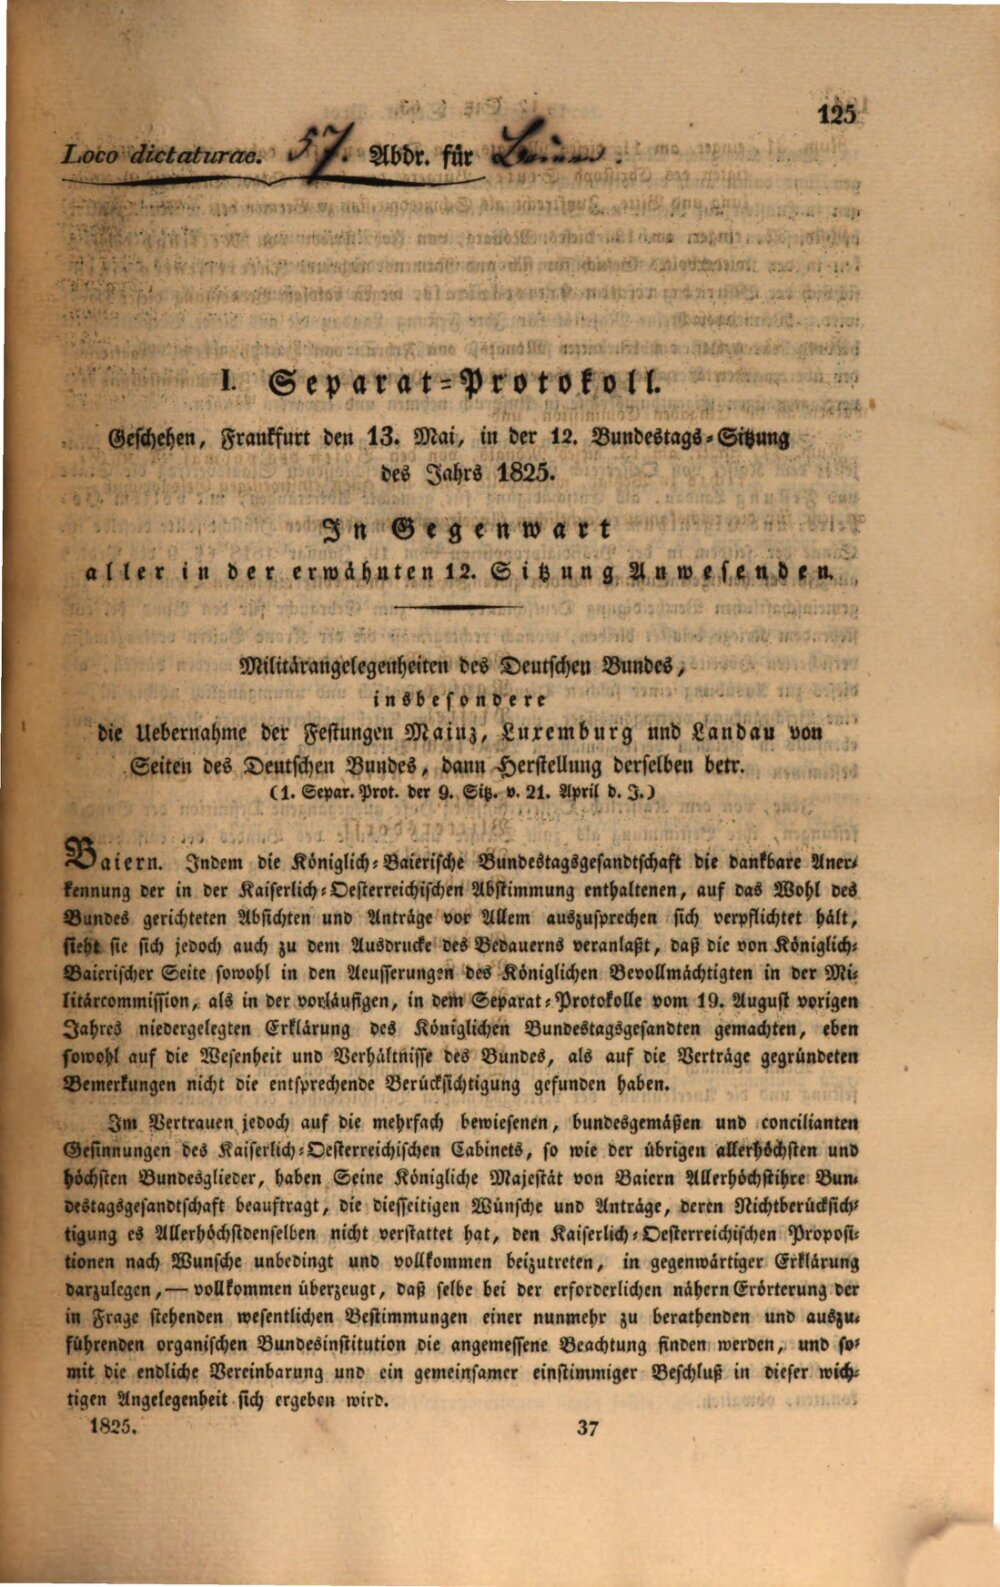 125
Loco dictaturae. 57. Abdr. für
I. Separat-Protokoll.
Geschehen, Frankfurt den 13. Mai, in der 12. Bundestags-Sitzung
des Jahrs 1825.
In Gegenwart
aller in der erwähnten 12. Sitzung Anwesenden.
Militärangelegenheiten des Deutschen Bundes,
insbesondere
die Uebernahme der Festungen Mainz, Luxemburg und Landau von
Seiten des Deutschen Bundes, dann Herstellung derselben betr.
(1. Separ. Prot. der 9. Sitz. v. 21. April d. J.)
Baiern. Indem die Königlich-Baierische Bundestagsgesandtschaft die dankbare Aner-
kennung der in der Kaiserlich-Oesterreichischen Abstimmung enthaltenen, auf das Wohl des
Bundes gerichteten Absichten und Anträge vor Allem auszusprechen sich verpflichtet hält,
sieht sie sich jedoch auch zu dem Ausdrucke des Bedauerns veranlaßt, daß die von Königlich-
Baierischer Seite sowohl in den Aeusserungen des Königlichen Bevollmächtigten in der Mi-
litärcommission, als in der vorläufigen, in dem Separat-Protokolle vom 19. August vorigen
Jahres niedergelegten Erklärung des Königlichen Bundestagsgesandten gemachten, eben
sowohl auf die Wesenheit und Verhältnisse des Bundes, als auf die Verträge gegründeten
Bemerkungen nicht die entsprechende Berücksichtigung gefunden haben.
Im Vertrauen jedoch auf die mehrfach bewiesenen, bundesgemäßen und concilianten
Gesinnungen des Kaiserlich-Oesterreichischen Cabinets, so wie der übrigen allerhöchsten und
höchsten Bundesglieder, haben Seine Königliche Majestät von Baiern Allerhöchstihre Bun-
destagsgesandtschaft beauftragt, die diesseitigen Wünsche und Anträge, deren Nichtberücksich-
tigung es Allerhöchstdenselben nicht verstattet hat, den Kaiserlich-Oesterreichischen Proposi-
tionen nach Wunsche unbedingt und vollkommen beizutreten, in gegenwärtiger Erklärung
darzulegen, — vollkommen überzeugt, daß selbe bei der erforderlichen nähern Erörterung der
in Frage stehenden wesentlichen Bestimmungen einer nunmehr zu berathenden und auszu-
führenden organischen Bundesinstitution die angemessene Beachtung finden werden, und so-
mit die endliche Vereinbarung und ein gemeinsamer einstimmiger Beschluß in dieser wich-
tigen Angelegenheit sich ergeben wird.
1825. 37